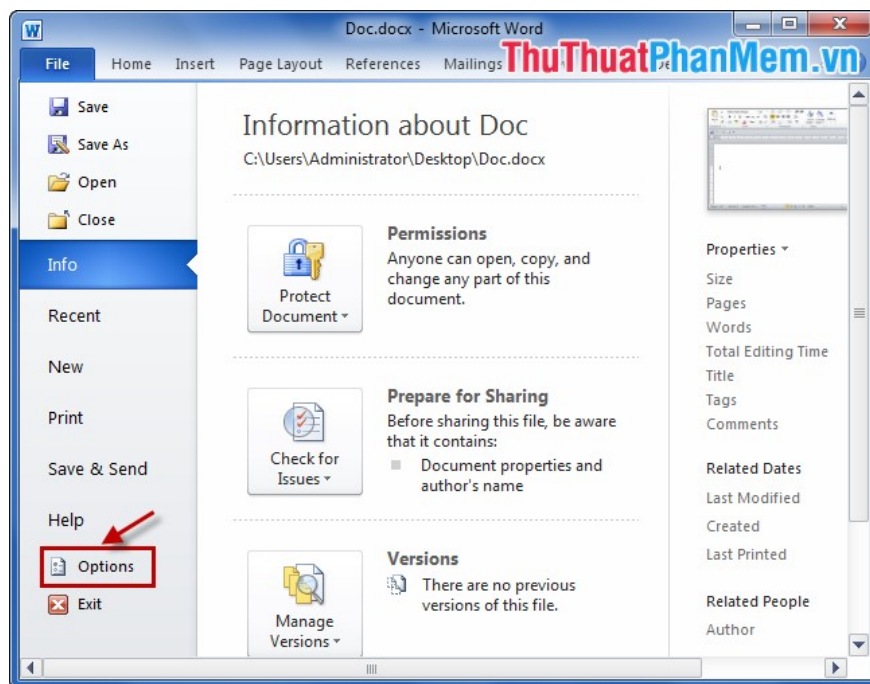 Doc.docx - Microsoft Word
File Home Insert Page Layout References Mailings
ThuThuatPhanMem.vn
Save
Save As
Open
Close
Info
Recent
New
Print
Save & Send
Help
Options
Exit
Information about Doc
C:\Users\Administrator\Desktop\Doc.docx
Protect
Document
Permissions
Anyone can open, copy, and
change any part of this
document.
Check for
Issues
Prepare for Sharing
Before sharing this file, be aware
that it contains:
Document properties and
author's name
Manage
Versions
Versions
There are no previous
versions of this file.
Properties
Size
Pages
Words
Total Editing Time
Title
Tags
Comments
Related Dates
Last Modified
Created
Last Printed
Related People
Author